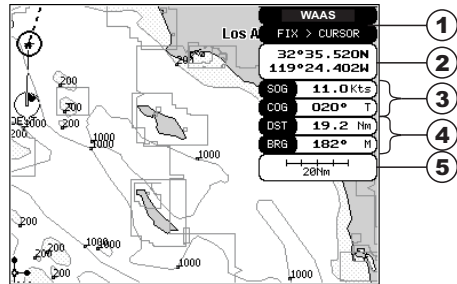 WAAS
Los A
FIX > CURSOR
1
32°35.520N
119°24.402W
2
SOG 11.0Kts
COG 020° T
3
DST 19.2 Nm
BRG 182° M
4
20Nm
5
200
200
200
200
200
1000
1000
1000
1000
200
200
1000
200
200
1000